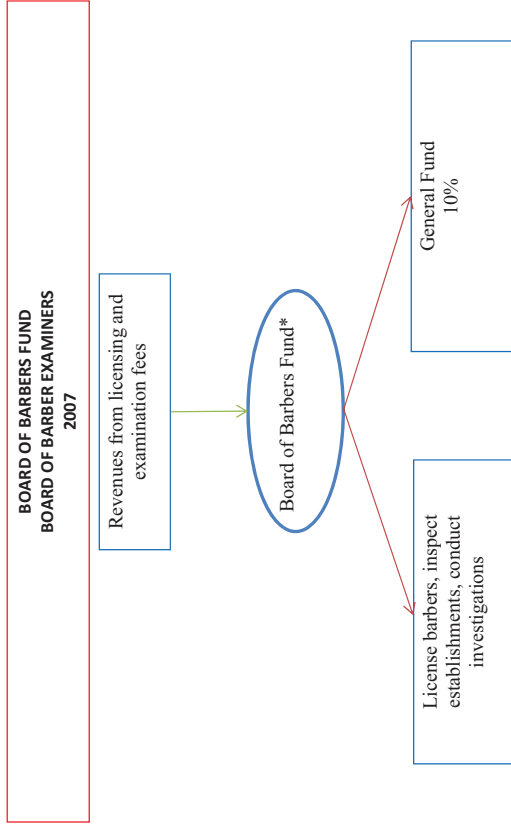 BOARD OF BARBERS FUND
BOARD OF BARBER EXAMINERS
2007
Revenues from licensing and
examination fees
Board of Barbers Fund*
License barbers, inspect
establishments, conduct
investigations
General Fund
10%